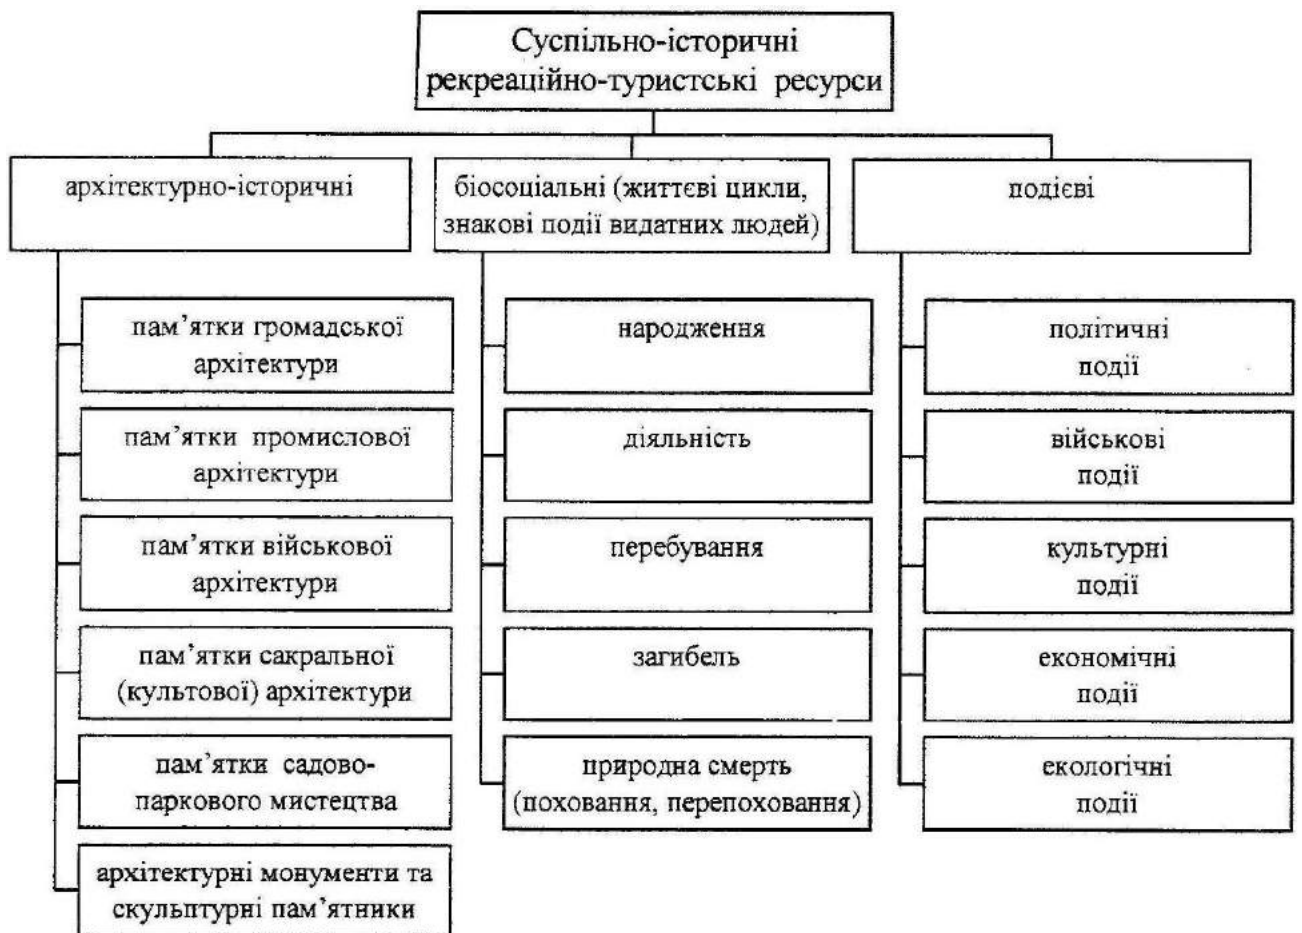 Суспільно-історичні
рекреаційно-туристські ресурси
архітектурно-історичні
біосоціальні (життєві цикли,
знакові події видатних людей)
подієві
пам’ятки громадської
архітектури
пам’ятки промислової
архітектури
пам’ятки військової
архітектури
пам’ятки сакральної
(культової) архітектури
пам’ятки садово-
паркового мистецтва
архітектурні монументи та
скульптурні пам’ятники
народження
діяльність
перебування
загибель
природна смерть
(поховання, перепоховання)
політичні
події
військові
події
культурні
події
економічні
події
екологічні
події